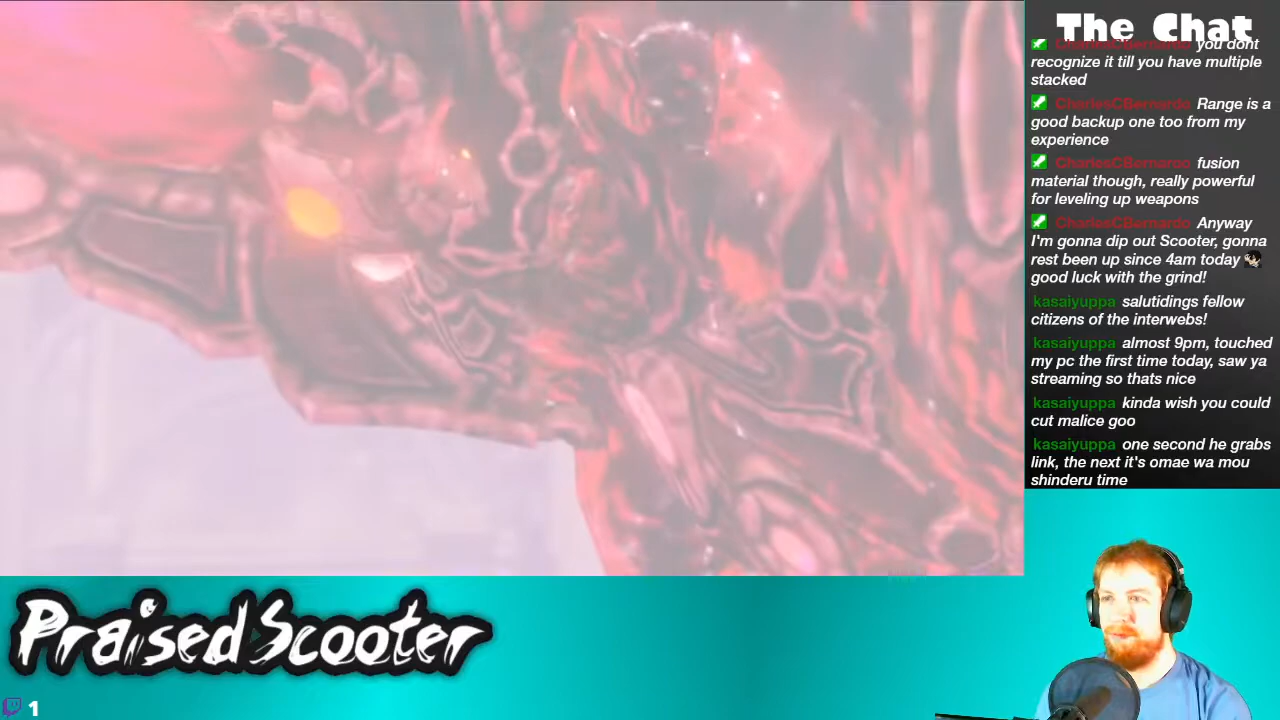 The Chat
CharlesCBernardo you dont
recognize it till you have multiple
stacked
CharlesCBernardo Range is a
good backup one too from my
experience
CharlesCBernardo fusion
material though, really powerful
for leveling up weapons
CharlesCBernardo Anyway
I'm gonna dip out Scooter, gonna
rest been up since 4am today
good luck with the grind!
kasaiyuppa salutidings fellow
citizens of the interwebs!
kasaiyuppa almost 9pm, touched
my pc the first time today, saw ya
streaming so thats nice
kasaiyuppa kinda wish you could
cut malice goo
kasaiyuppa one second he grabs
link, the next it's omae wa mou
shinderu time
PraisedScooter
1